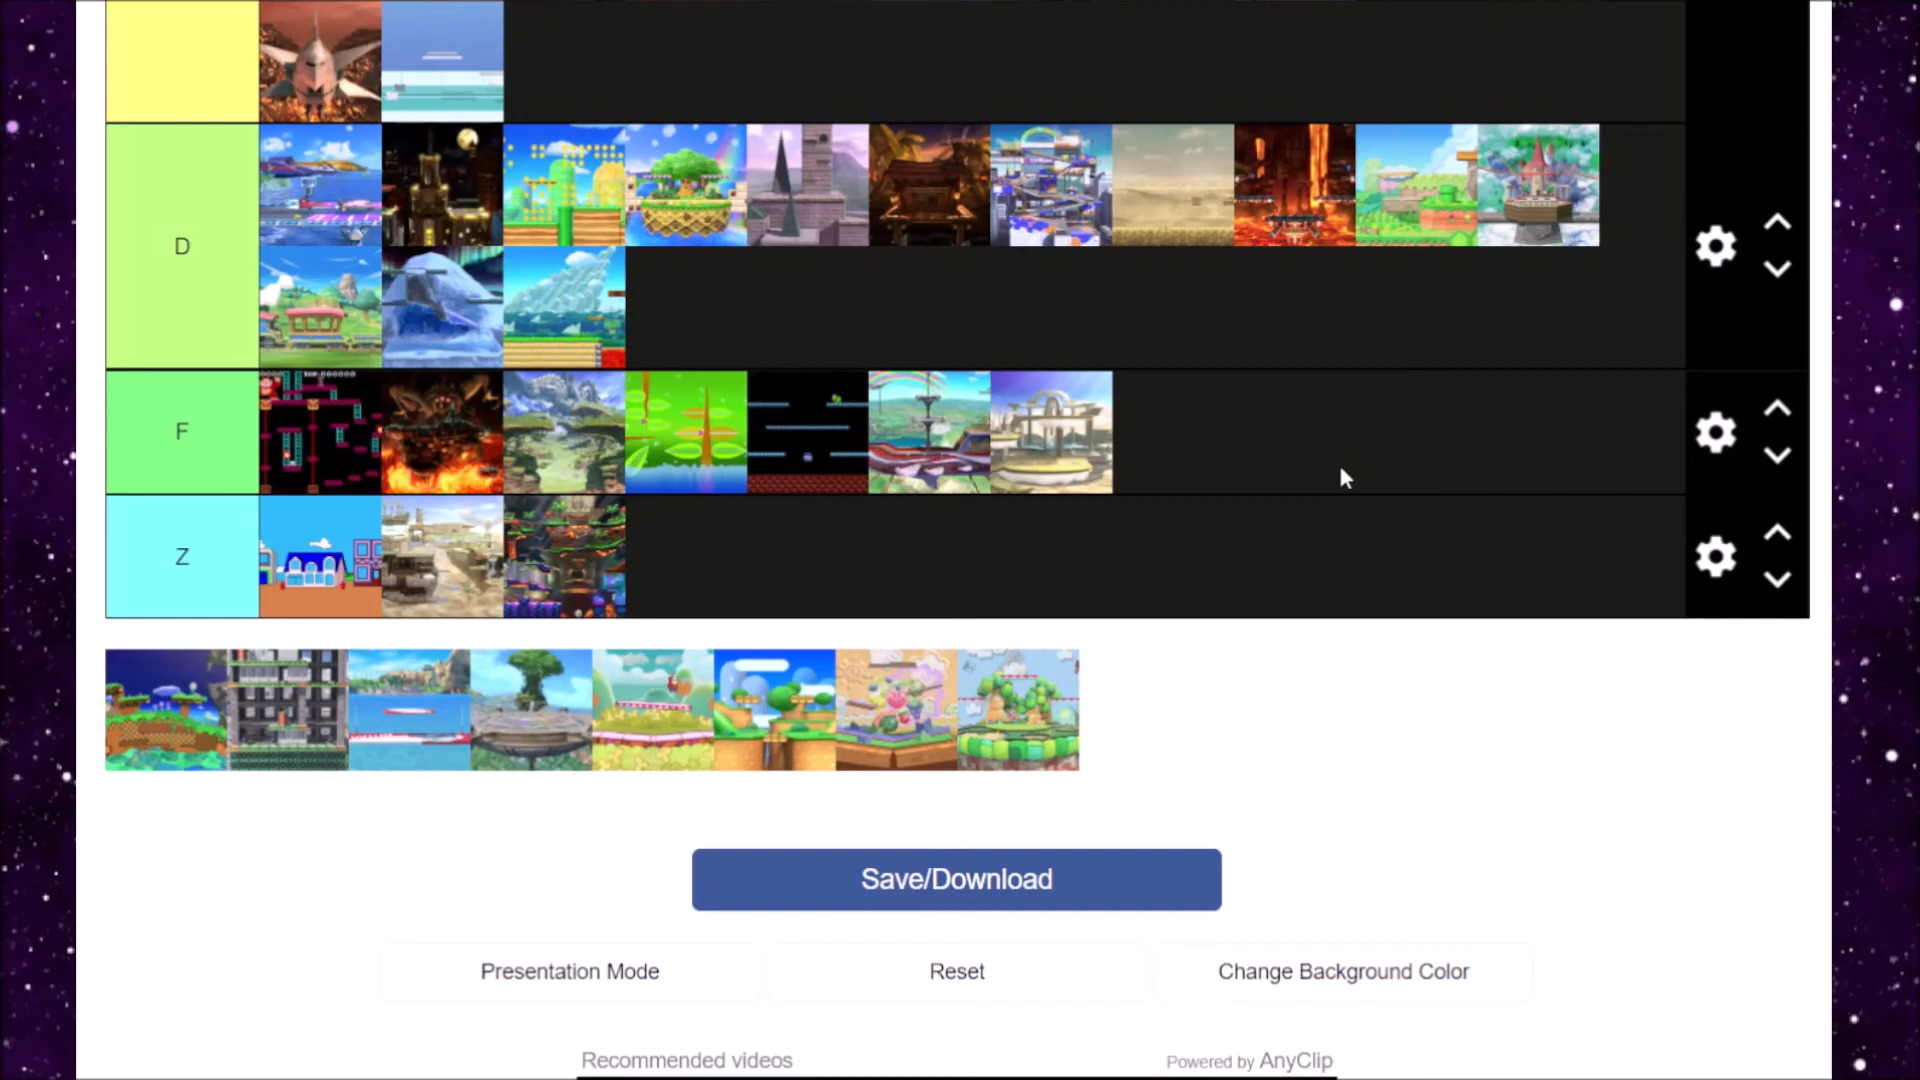 D
F
Z
Save/Download
Presentation Mode
Reset
Change Background Color
Recommended videos
Powered by AnyClip